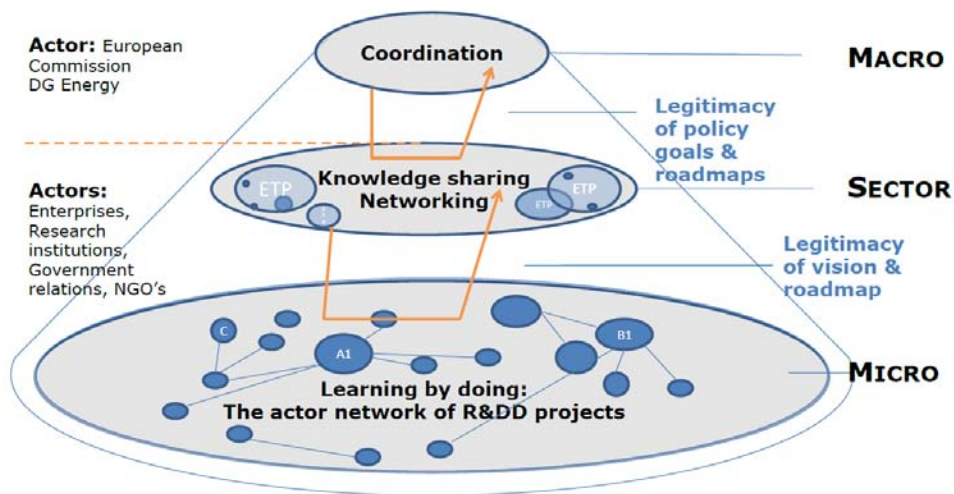 Actor: European
Commission
DG Energy
Coordination
MACRO
Legitimacy
of policy
goals &
roadmaps
Actors:
Enterprises,
Research
institutions,
Government
relations, NGO's
ETP
Knowledge sharing
Networking
ETP
ETP
SECTOR
Legitimacy
of vision &
roadmap
C
A1
B1
MICRO
Learning by doing:
The actor network of R&DD projects